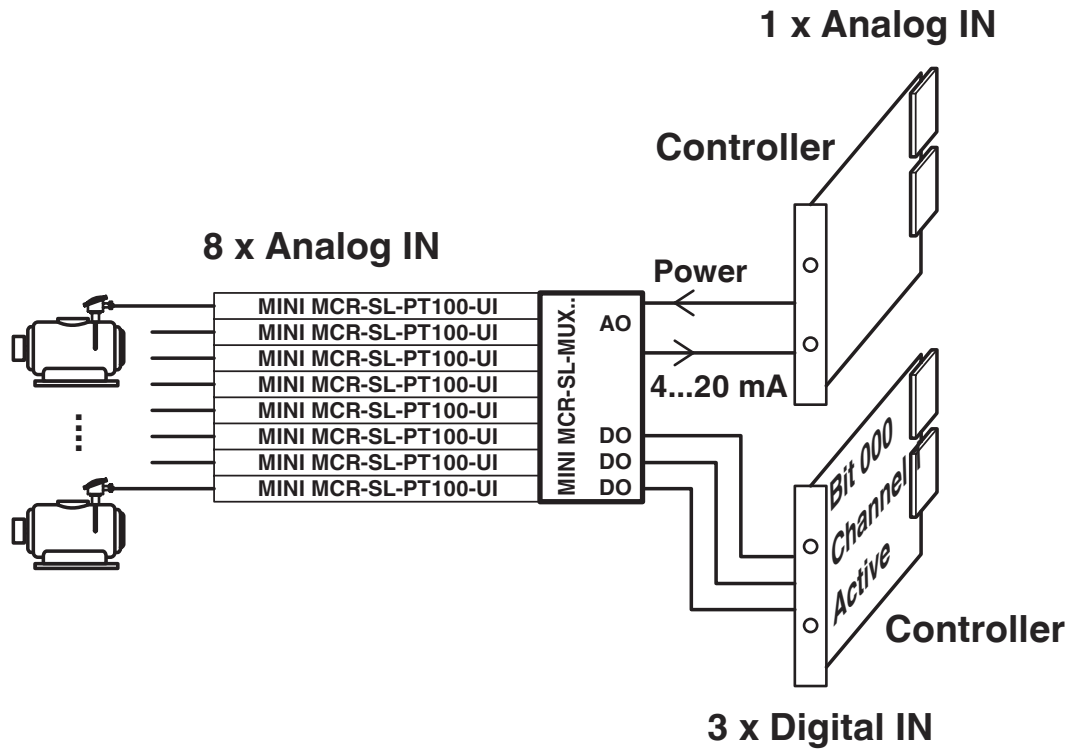 1 x Analog IN
Controller
8 x Analog IN
Power
MINI MCR-SL-PT100-UI
MINI MCR-SL-PT100-UI
MINI MCR-SL-PT100-UI
MINI MCR-SL-PT100-UI
MINI MCR-SL-PT100-UI
MINI MCR-SL-PT100-UI
MINI MCR-SL-PT100-UI
MINI MCR-SL-PT100-UI
MINI MCR-SL-MUX..
AO
4...20 mA
DO
DO
DO
Bit 000
Channel 1
Active
Controller
3 x Digital IN